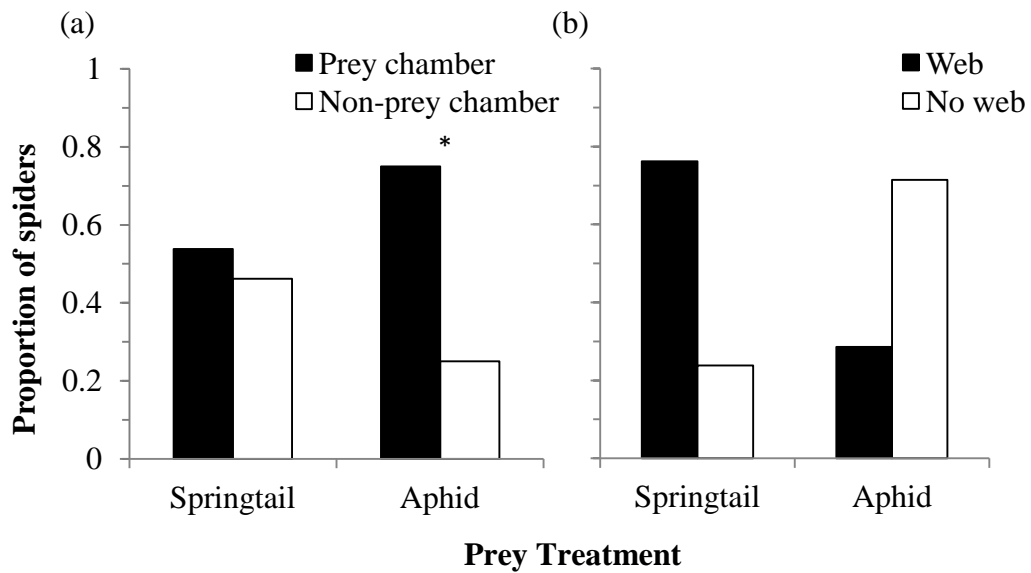 (a)
(b)
Prey chamber
Non-prey chamber
Web
No web
*
Proportion of spiders
1
0.8
0.6
0.4
0.2
0
Springtail
Aphid
Springtail
Aphid
Prey Treatment